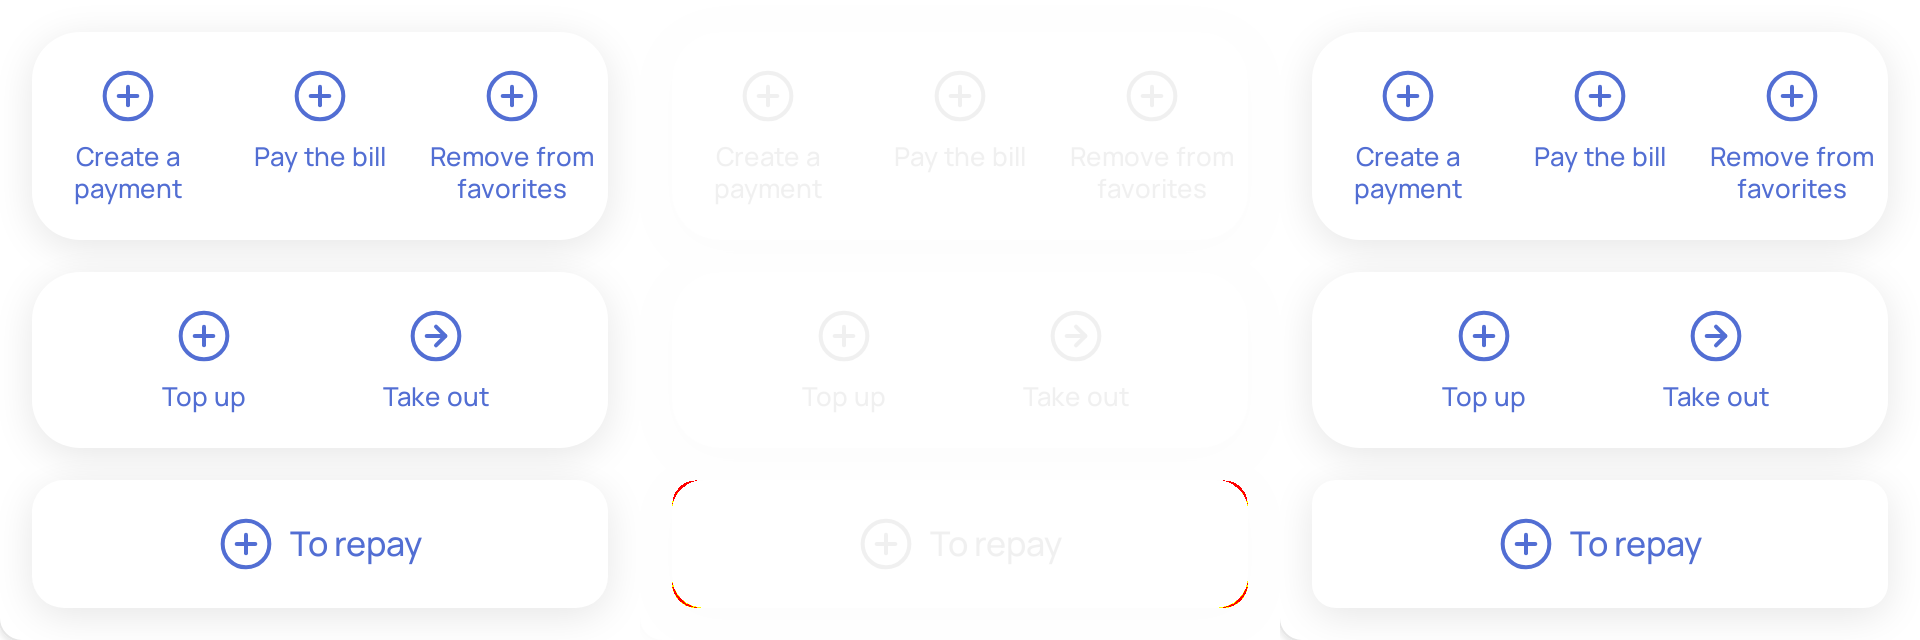 Create a
payment
Pay the bill
Remove from
favorites
Top up
Take out
To repay
Create a
payment
Pay the bill
Remove from
favorites
Top up
Take out
To repay
Create a
payment
Pay the bill
Remove from
favorites
Top up
Take out
To repay